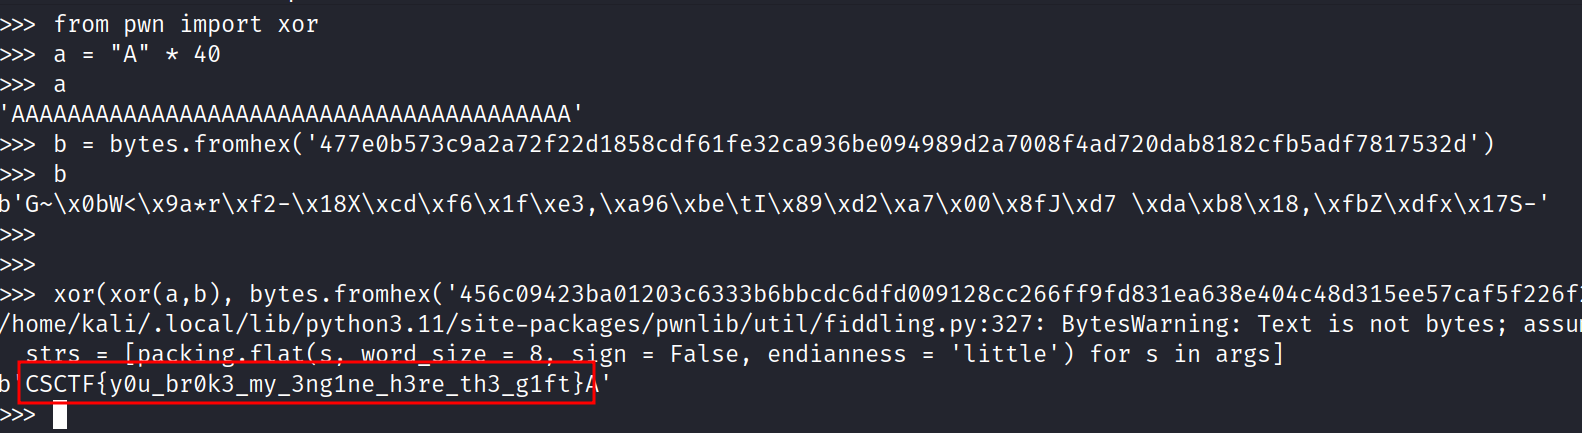 >>> from pwn import xor
>>> a = "A" * 40
>>> a
'AAAAAAAAAAAAAAAAAAAAAAAAAAAAAAAAAAAAAAAA'
>>> b = bytes.fromhex('477e0b573c9a2a72f22d1858cdf61fe32ca936be094989d2a7008f4ad720dab8182cfb5adf7817532d')
>>> b
b'G~\x0bW<\x9a*r\xf2-\x18X\xcd\xf6\x1f\xe3,\xa96\xbe\tI\x89\xd2\xa7\x00\x8fJ\xd7 \xda\xb8\x18,\xfbZ\xdfx\x17S-'
>>>
>>>
>>> xor(xor(a,b), bytes.fromhex('456c09423ba01203c6333b6bbcdc6dfd009128cc266ff9fd831ea638e404c48d315ee57caf5f226f
/home/kali/.local/lib/python3.11/site-packages/pwnlib/util/fiddling.py:327: BytesWarning: Text is not bytes; assu
strs = [packing.flat(s, word_size = 8, sign = False, endianness = 'little') for s in args]
b'CSCTF{y0u_br0k3_my_3ng1ne_h3re_th3_g1ft}A'
>>>